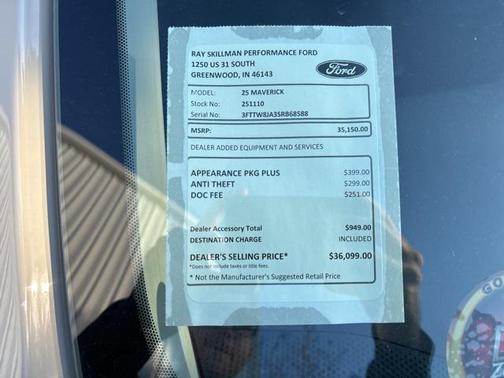 RAY SKILLMAN PERFORMANCE FORD
1250 US 31 SOUTH
GREENWOOD, IN 46143
Ford
MODEL: 25 MAVERICK
Stock No: 251110
Serial No: 3FTTW8JA3SRB68588
MSRP: 35,150.00
DEALER ADDED EQUIPMENT AND SERVICES
APPEARANCE PKG PLUS $399.00
ANTI THEFT $299.00
DOC FEE $251.00
Dealer Accessory Total $949.00
DESTINATION CHARGE INCLUDED
DEALER'S SELLING PRICE* $36,099.00
*Does not include taxes or title fees.
* Not the Manufacturer's Suggested Retail Price